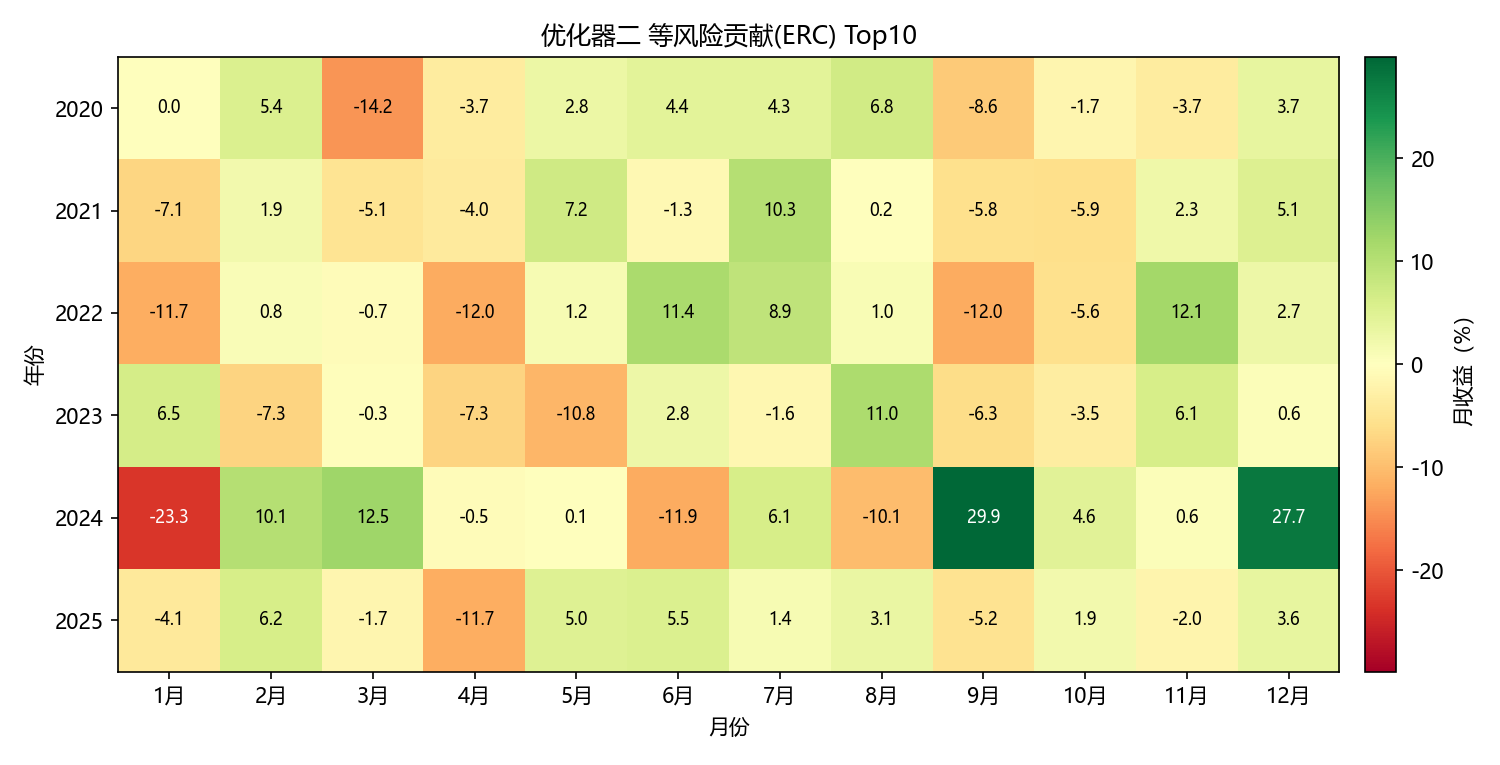 优化器二 等风险贡献(ERC) Top10
2020 0.0 5.4 -14.2 -3.7 2.8 4.4 4.3 6.8 -8.6 -1.7 -3.7 3.7
2021 -7.1 1.9 -5.1 -4.0 7.2 -1.3 10.3 0.2 -5.8 -5.9 2.3 5.1
2022 -11.7 0.8 -0.7 -12.0 1.2 11.4 8.9 1.0 -12.0 -5.6 12.1 2.7
2023 6.5 -7.3 -0.3 -7.3 -10.8 2.8 -1.6 11.0 -6.3 -3.5 6.1 0.6
2024 -23.3 10.1 12.5 -0.5 0.1 -11.9 6.1 -10.1 29.9 4.6 0.6 27.7
2025 -4.1 6.2 -1.7 -11.7 5.0 5.5 1.4 3.1 -5.2 1.9 -2.0 3.6
1月 2月 3月 4月 5月 6月 7月 8月 9月 10月 11月 12月
月份
年份
20
10
0
-10
-20
月收益 (%)